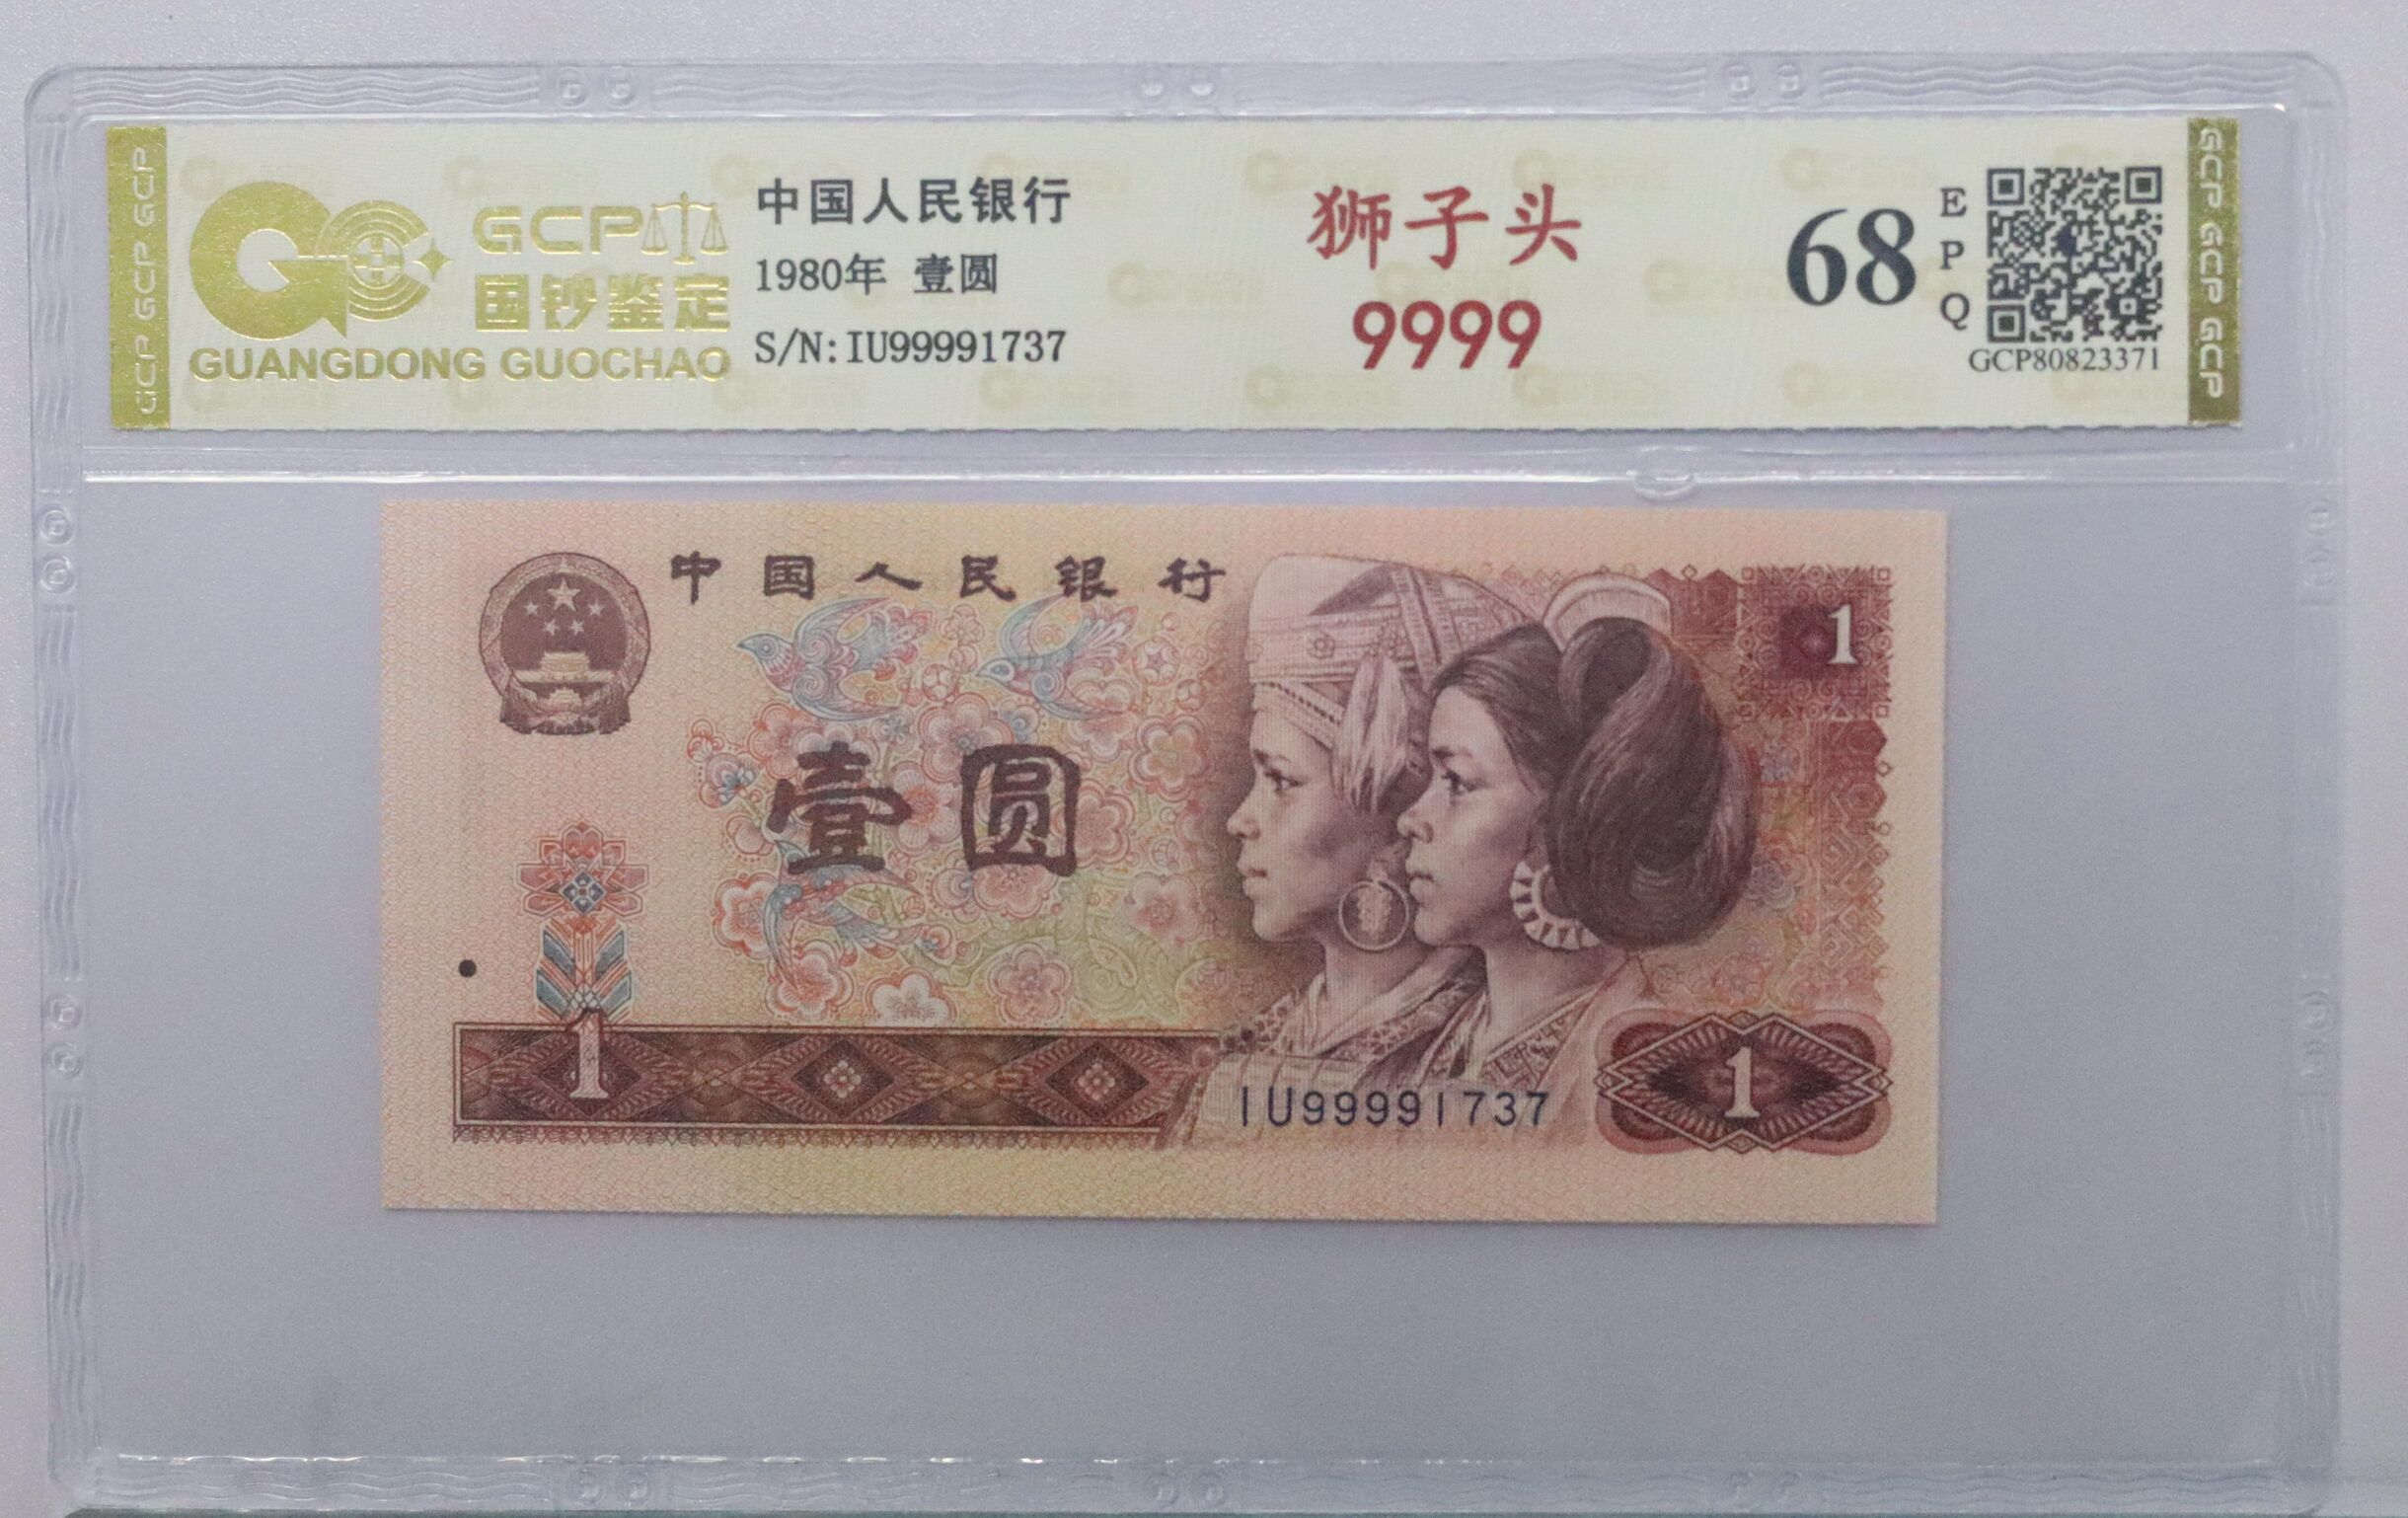 GCP GCP GCP
GCP
国钞鉴定
GUANGDONG GUOCHAO
中国人民银行
1980年 壹圆
S/N:IU99991737
狮子头
9999
68
EPQ
GCP80823371
GCP GCP GCP
中国人民银行
1
壹圆
1
IU99991737
1